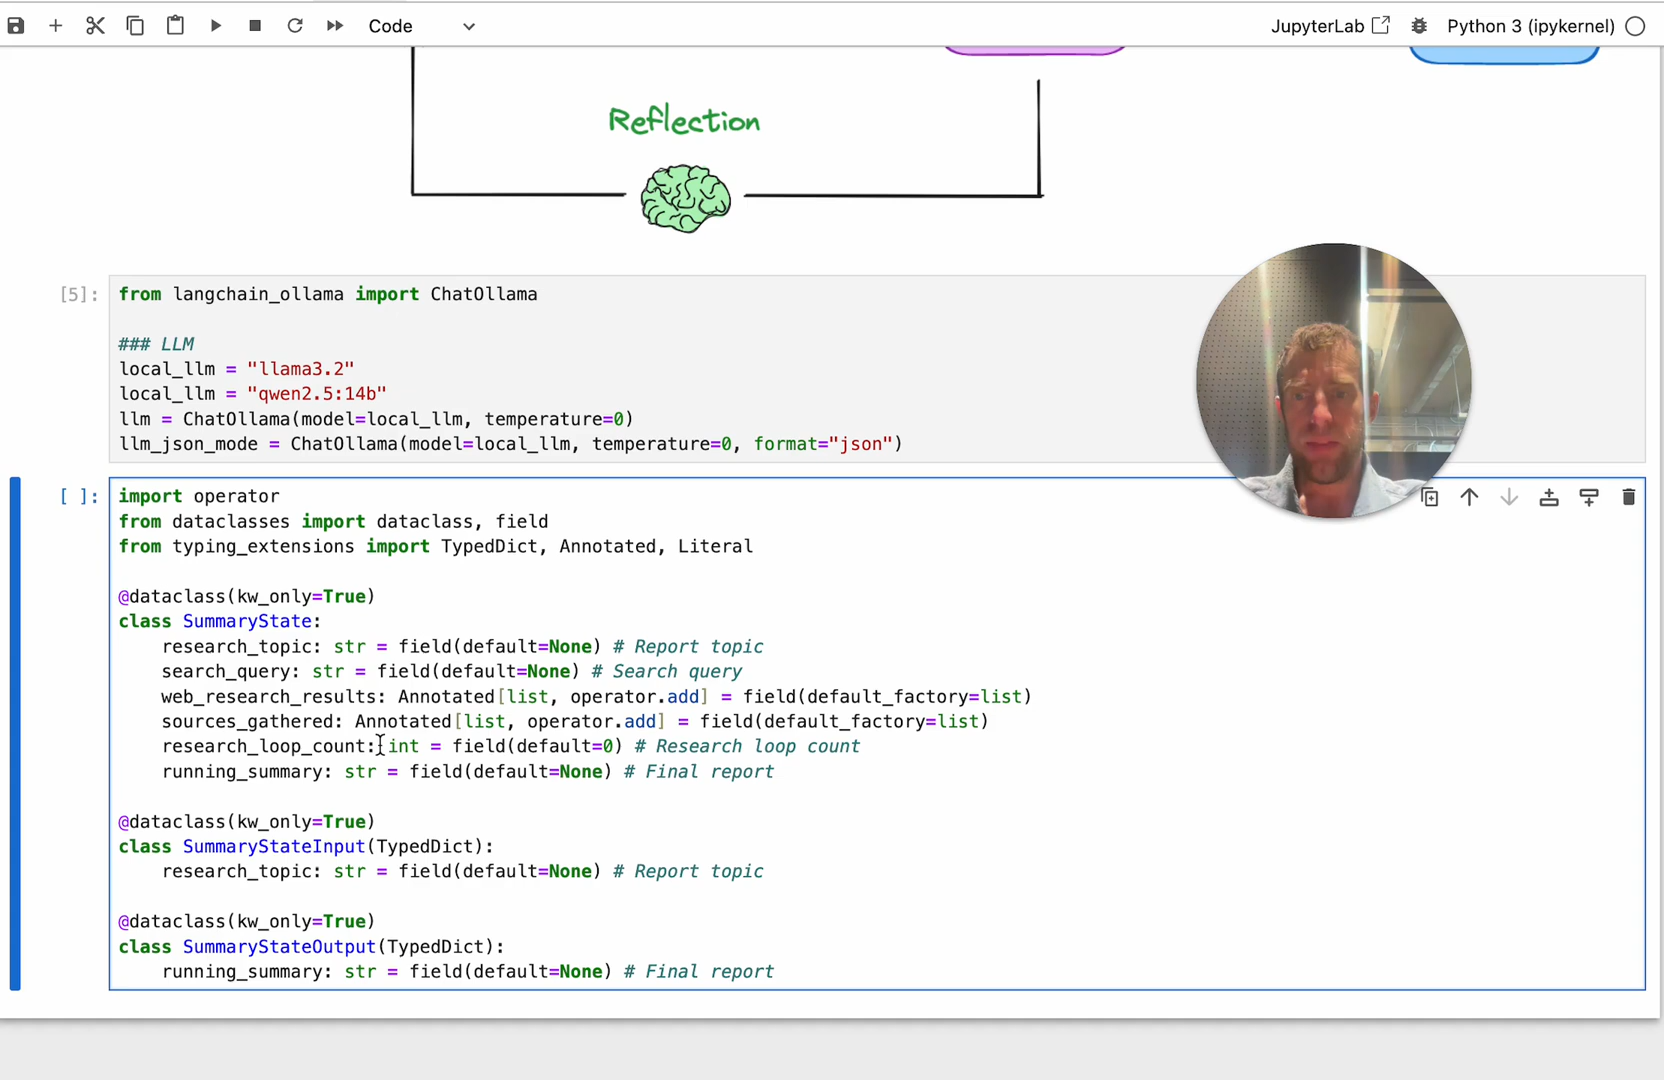 Code
JupyterLab
Python 3 (ipykernel)
Reflection
[5]:
from langchain_ollama import ChatOllama
### LLM
local_llm = "llama3.2"
local_llm = "qwen2.5:14b"
llm = ChatOllama(model=local_llm, temperature=0)
llm_json_mode = ChatOllama(model=local_llm, temperature=0, format="json")
[ ]:
import operator
from dataclasses import dataclass, field
from typing_extensions import TypedDict, Annotated, Literal
@dataclass(kw_only=True)
class SummaryState:
    research_topic: str = field(default=None) # Report topic
    search_query: str = field(default=None) # Search query
    web_research_results: Annotated[list, operator.add] = field(default_factory=list)
    sources_gathered: Annotated[list, operator.add] = field(default_factory=list)
    research_loop_count: int = field(default=0) # Research loop count
    running_summary: str = field(default=None) # Final report
@dataclass(kw_only=True)
class SummaryStateInput(TypedDict):
    research_topic: str = field(default=None) # Report topic
@dataclass(kw_only=True)
class SummaryStateOutput(TypedDict):
    running_summary: str = field(default=None) # Final report